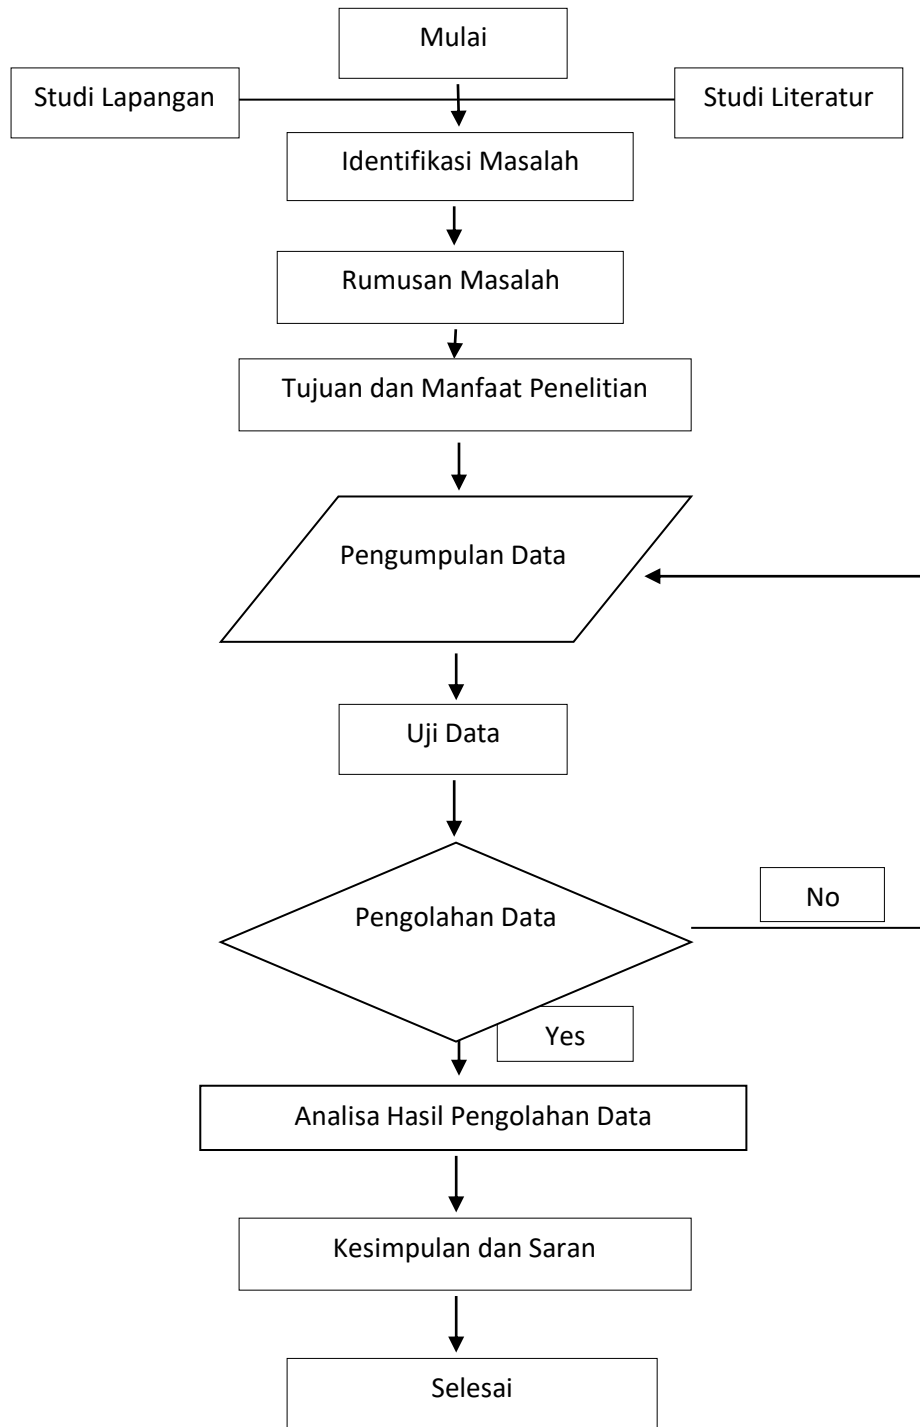 Mulai
Studi Lapangan
Studi Literatur
Identifikasi Masalah
Rumusan Masalah
Tujuan dan Manfaat Penelitian
Pengumpulan Data
Uji Data
Pengolahan Data
No
Yes
Analisa Hasil Pengolahan Data
Kesimpulan dan Saran
Selesai